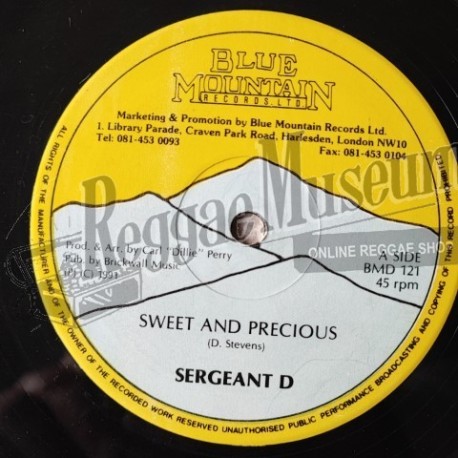 BLUE
MOUNTAIN
RECORDS. LTD
Marketing & Promotion by Blue Mountain Records Ltd.
1. Library Parade, Craven Park Road, Harlesden, London NW10
Tel: 081-453 0093 Fax: 081-453 0104
Reggae Museum
ONLINE REGGAE SHOP
Prod. & Arr. by Carl "Dillie" Perry
Pub. by Brickwall Music
(P)(C) 1991
A SIDE
BMD 121
45 rpm
SWEET AND PRECIOUS
(D. Stevens)
SERGEANT D
ALL RIGHTS OF THE MANUFACTURER AND OF THE OWNER OF THE RECORDED WORK RESERVED UNAUTHORISED PUBLIC PERFORMANCE BROADCASTING AND COPYING OF THIS RECORD PROHIBITED